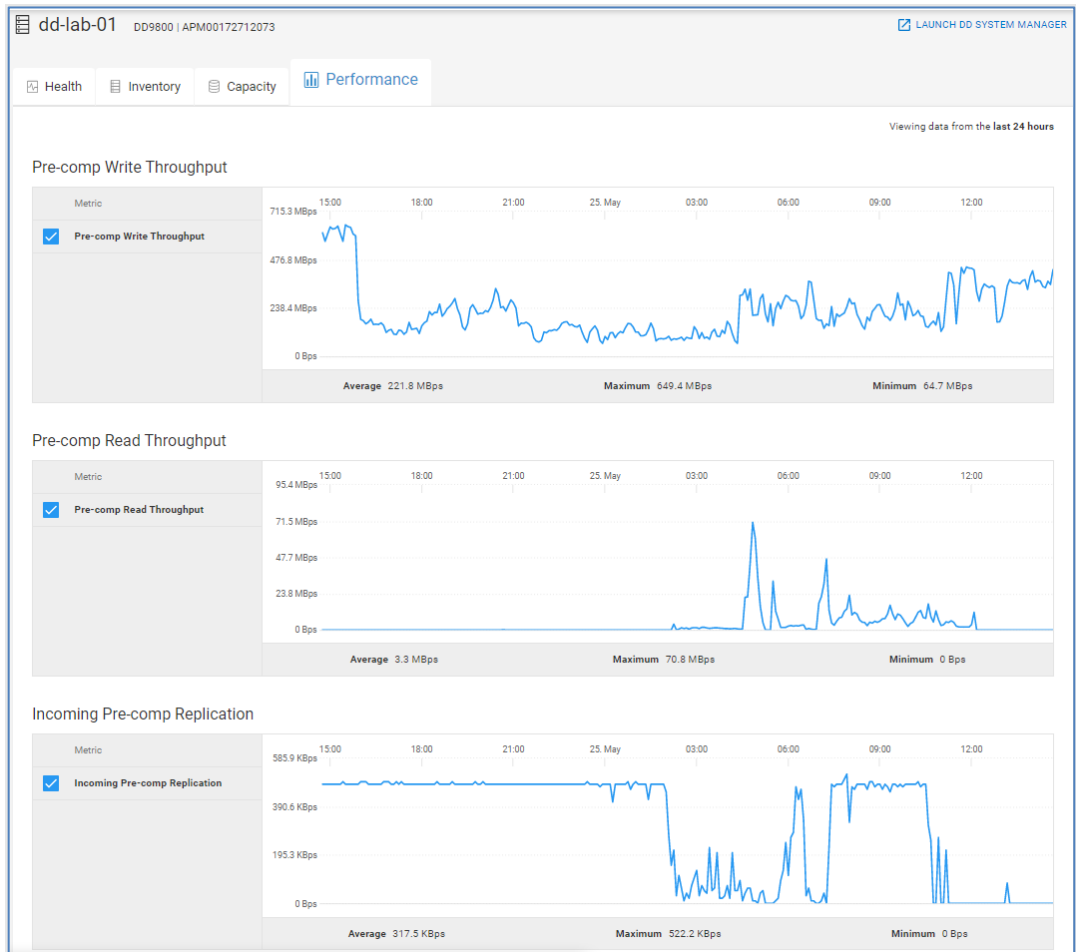 dd-lab-01 DD9800 | APM00172712073 LAUNCH DD SYSTEM MANAGER
Health Inventory Capacity Performance
Viewing data from the last 24 hours
Pre-comp Write Throughput
Metric
Pre-comp Write Throughput
15:00 18:00 21:00 25. May 03:00 06:00 09:00 12:00
715.3 MBps
476.8 MBps
238.4 MBps
0 Bps
Average 221.8 MBps Maximum 649.4 MBps Minimum 64.7 MBps
Pre-comp Read Throughput
Metric
Pre-comp Read Throughput
15:00 18:00 21:00 25. May 03:00 06:00 09:00 12:00
95.4 MBps
71.5 MBps
47.7 MBps
23.8 MBps
0 Bps
Average 3.3 MBps Maximum 70.8 MBps Minimum 0 Bps
Incoming Pre-comp Replication
Metric
Incoming Pre-comp Replication
15:00 18:00 21:00 25. May 03:00 06:00 09:00 12:00
585.9 KBps
390.6 KBps
195.3 KBps
0 Bps
Average 317.5 KBps Maximum 522.2 KBps Minimum 0 Bps